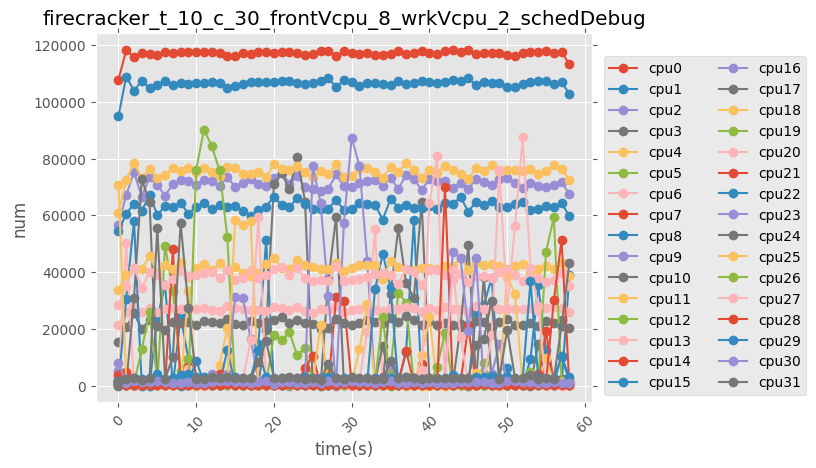 firecracker_t_10_c_30_frontVcpu_8_wrkVcpu_2_schedDebug
num
120000
100000
80000
60000
40000
20000
0
0
10
20
30
40
50
60
time(s)
cpu0
cpu1
cpu2
cpu3
cpu4
cpu5
cpu6
cpu7
cpu8
cpu9
cpu10
cpu11
cpu12
cpu13
cpu14
cpu15
cpu16
cpu17
cpu18
cpu19
cpu20
cpu21
cpu22
cpu23
cpu24
cpu25
cpu26
cpu27
cpu28
cpu29
cpu30
cpu31